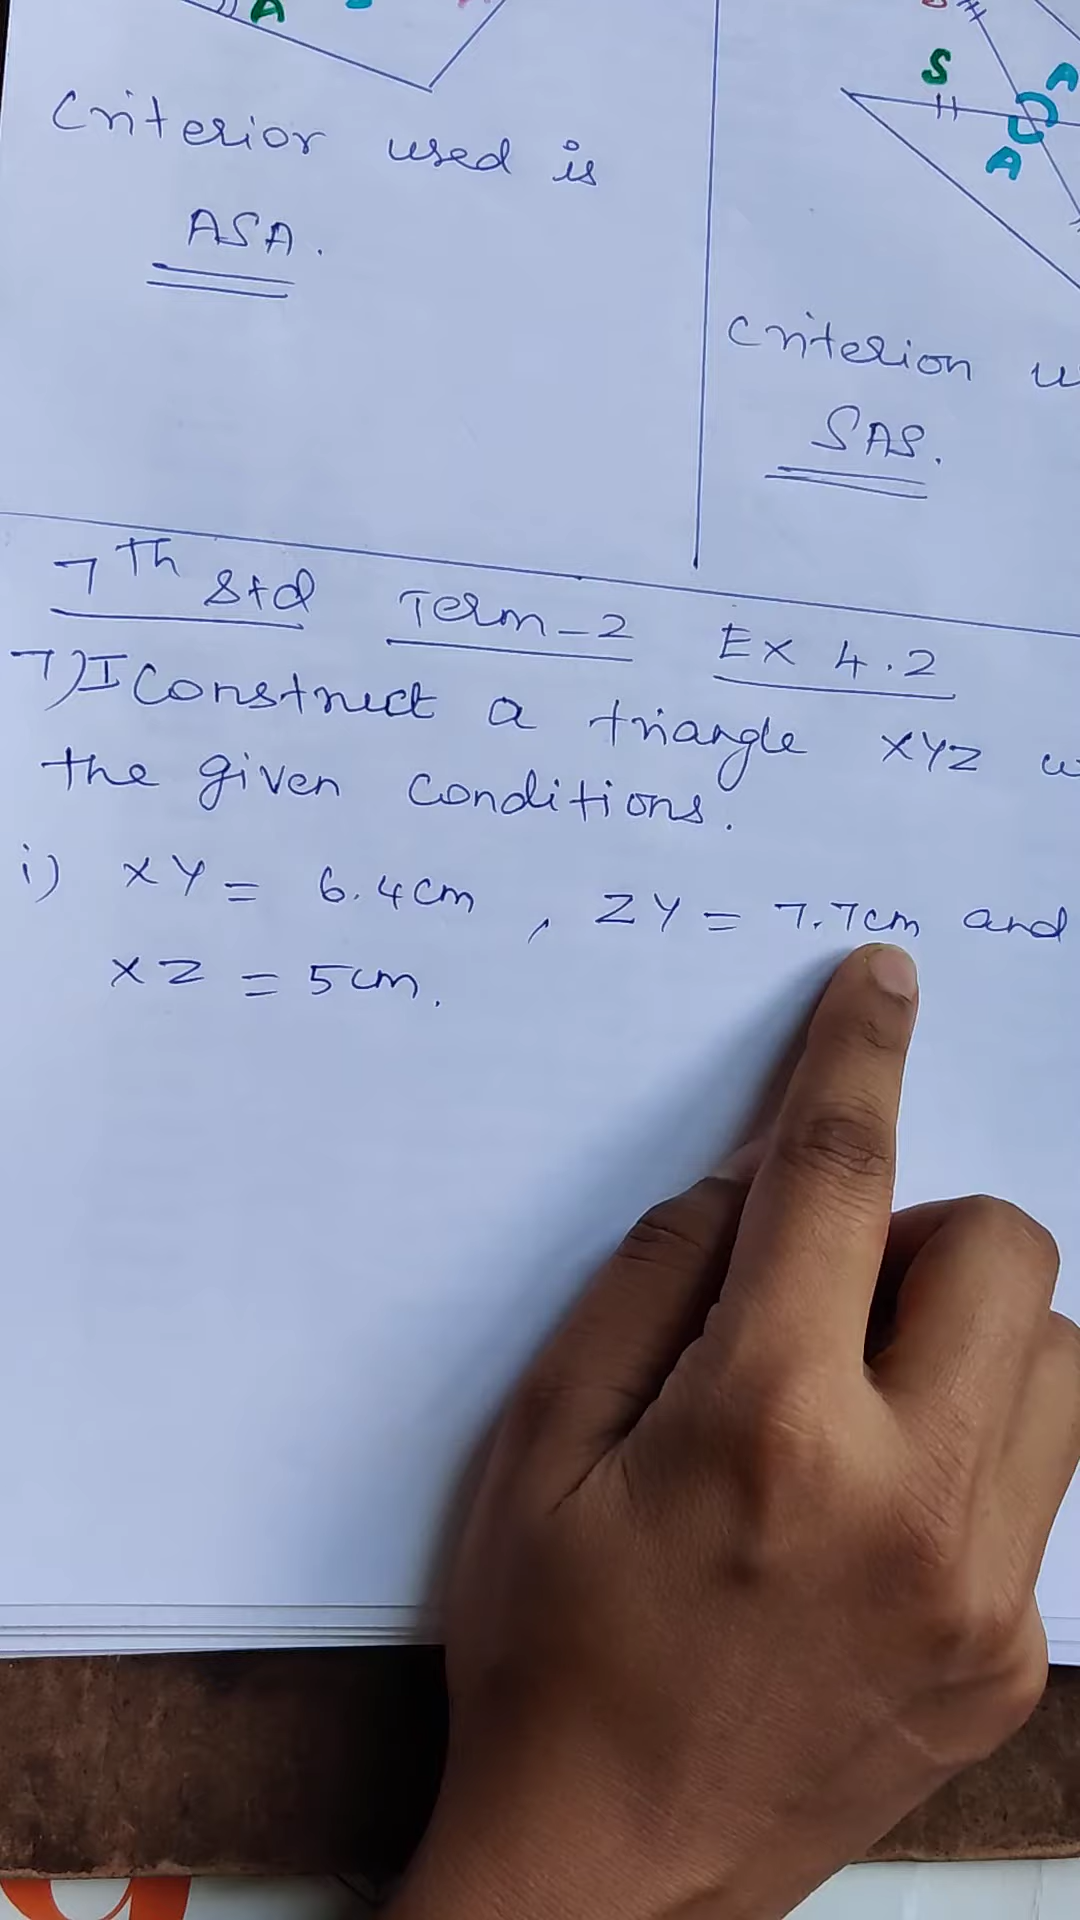 A
S
A
A
Criterior used is
ASA.
Criterion
SAS.
7Th Std Term-2 Ex 4.2
7)I Construct a triangle XYZ
the given conditions.
i) XY = 6.4cm, ZY = 7.7cm and
XZ = 5cm.